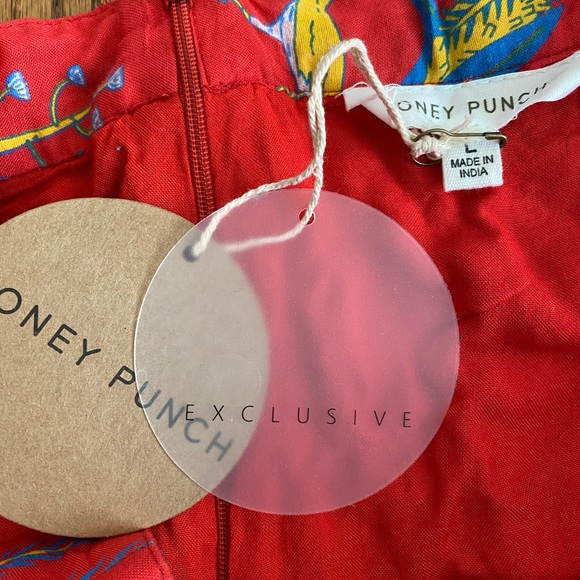 ONEY PUNCH
L
MADE IN
INDIA
ONEY PUNCH
EXCLUSIVE